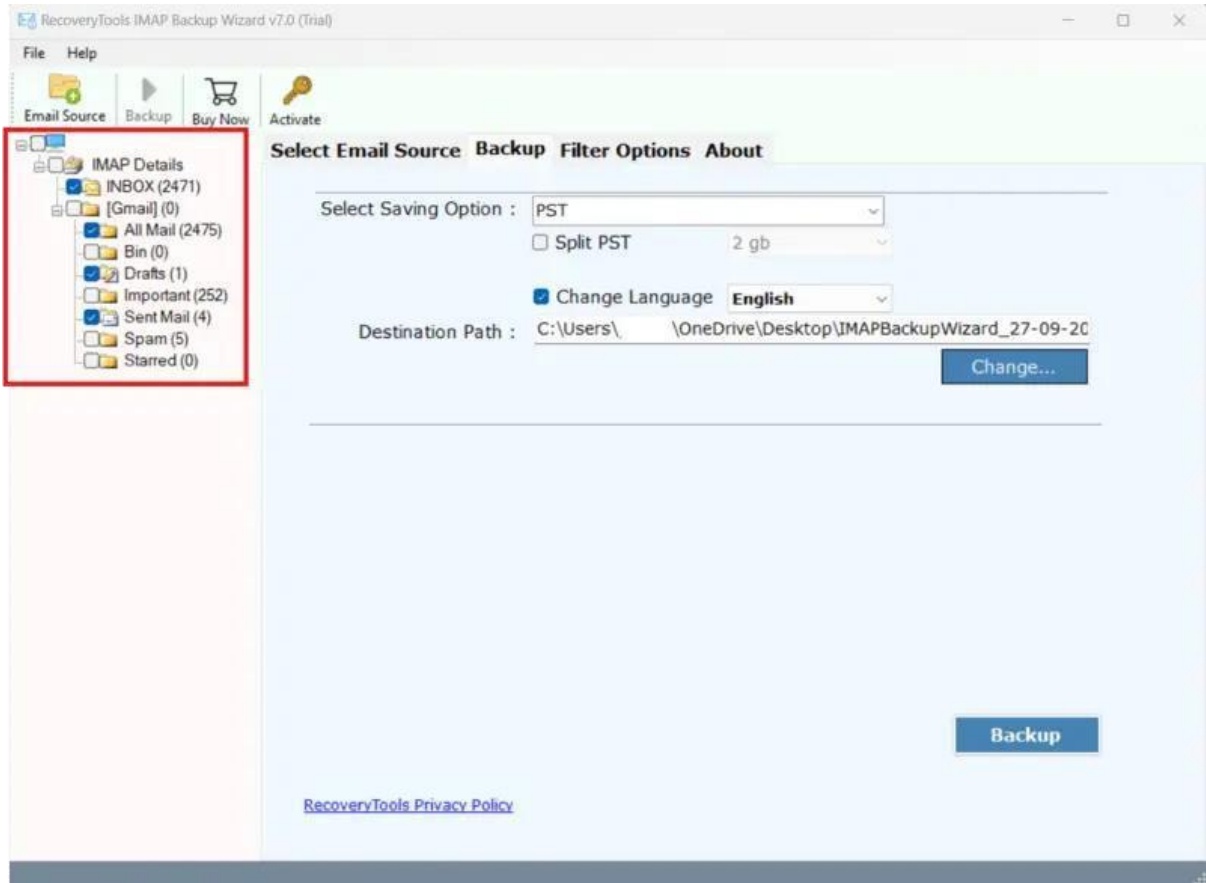 RecoveryTools IMAP Backup Wizard v7.0 (Trial)
File Help
Email Source Backup Buy Now Activate
IMAP Details
INBOX (2471)
[Gmail] (0)
All Mail (2475)
Bin (0)
Drafts (1)
Important (252)
Sent Mail (4)
Spam (5)
Starred (0)
Select Email Source Backup Filter Options About
Select Saving Option : PST
Split PST 2 gb
Change Language English
Destination Path : C:\Users\ \OneDrive\Desktop\IMAPBackupWizard_27-09-20
Change...
Backup
RecoveryTools Privacy Policy